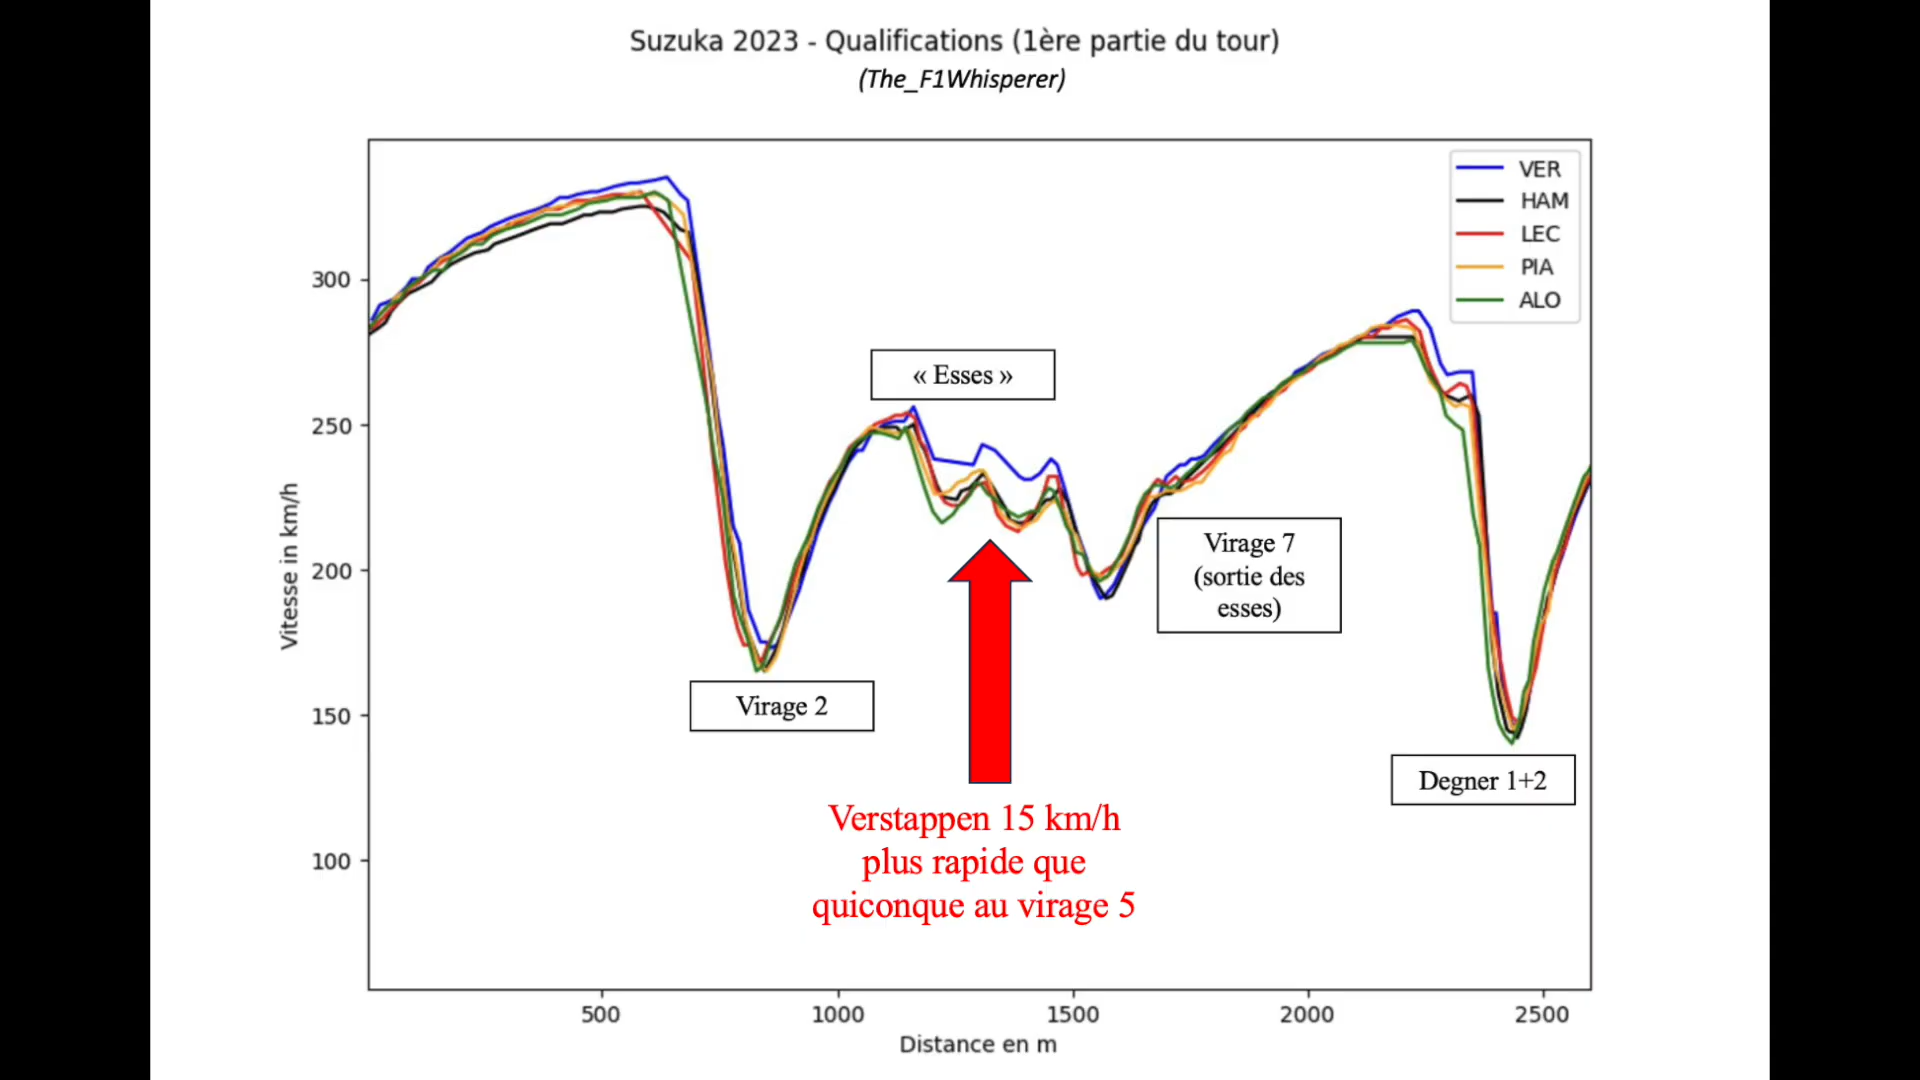 Suzuka 2023 - Qualifications (1ère partie du tour)
(The_F1Whisperer)
VER
HAM
LEC
PIA
ALO
300
250
200
150
100
Vitesse in km/h
« Esses »
Virage 7
(sortie des
esses)
Virage 2
Degner 1+2
Verstappen 15 km/h
plus rapide que
quiconque au virage 5
500
1000
1500
2000
2500
Distance en m